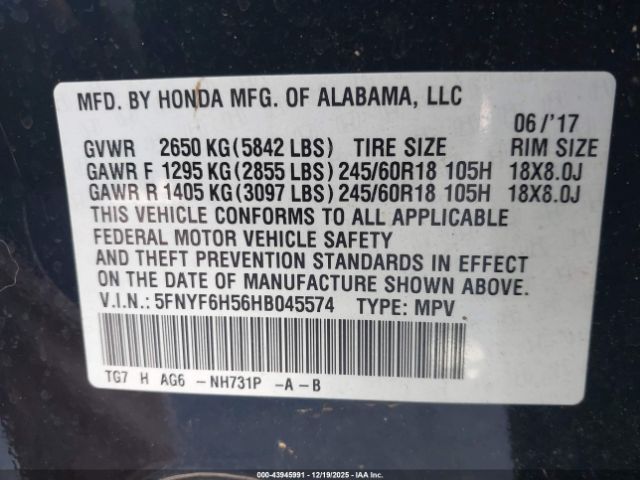 MFD. BY HONDA MFG. OF ALABAMA, LLC
06/'17
GVWR 2650 KG(5842 LBS) TIRE SIZE RIM SIZE
GAWR F 1295 KG(2855 LBS) 245/60R18 105H 18X8.0J
GAWR R 1405 KG(3097 LBS) 245/60R18 105H 18X8.0J
THIS VEHICLE CONFORMS TO ALL APPLICABLE
FEDERAL MOTOR VEHICLE SAFETY
AND THEFT PREVENTION STANDARDS IN EFFECT
ON THE DATE OF MANUFACTURE SHOWN ABOVE.
V.I.N.: 5FNYF6H56HB045574 TYPE: MPV
TG7 H AG6 -NH731P -A-B
© IAA 43945991 | 12/19/2025 - IAAI.COM